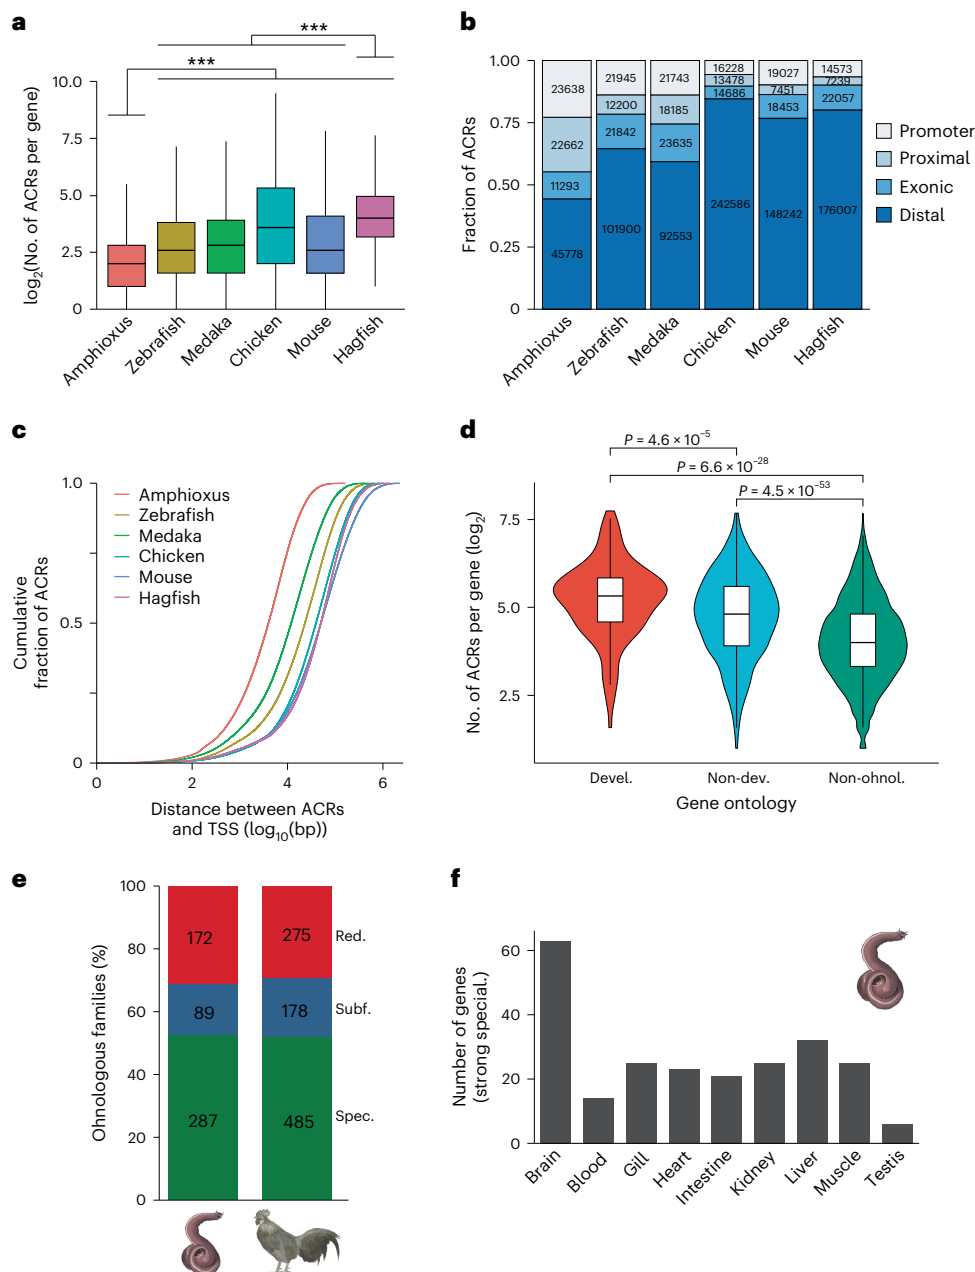 a
***
***
log2(No. of ACRs per gene)
10.0
7.5
5.0
2.5
0
Amphioxus
Zebrafish
Medaka
Chicken
Mouse
Hagfish
b
Fraction of ACRs
1.00
0.75
0.50
0.25
0
23638
22662
11293
45778
21945
12200
21842
101900
21743
18185
23635
92553
16228
13478
14686
242586
19027
7451
18453
148242
14573
7239
22057
176007
Amphioxus
Zebrafish
Medaka
Chicken
Mouse
Hagfish
Promoter
Proximal
Exonic
Distal
c
Cumulative
fraction of ACRs
1.0
0.5
0
Amphioxus
Zebrafish
Medaka
Chicken
Mouse
Hagfish
0
2
4
6
Distance between ACRs
and TSS (log10(bp))
d
P = 4.6 × 10−5
P = 6.6 × 10−28
P = 4.5 × 10−53
No. of ACRs per gene (log2)
7.5
5.0
2.5
Devel.
Non-dev.
Non-ohnol.
Gene ontology
e
Ohnologous families (%)
100
80
60
40
20
0
172
89
287
275
178
485
Red.
Subf.
Spec.
f
Number of genes
(strong special.)
60
40
20
0
Brain
Blood
Gill
Heart
Intestine
Kidney
Liver
Muscle
Testis